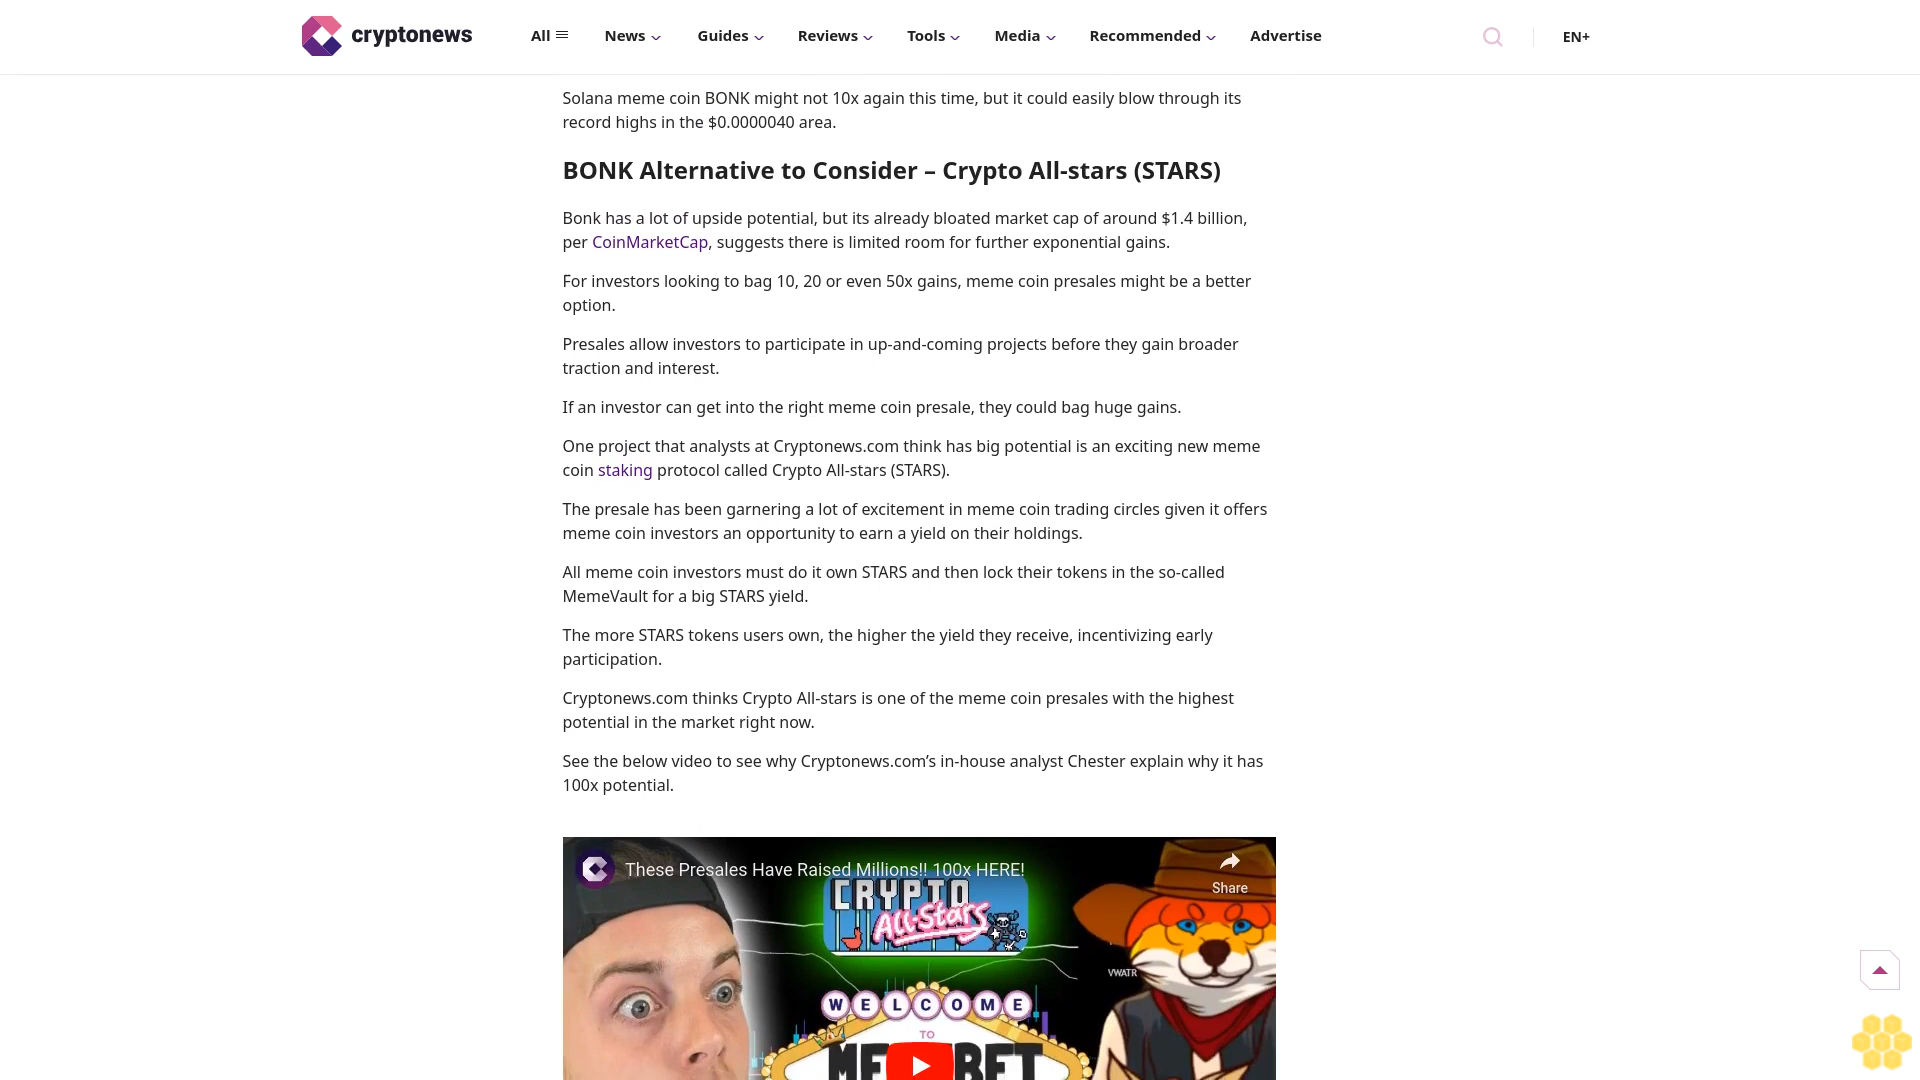 cryptonews
All
News
Guides
Reviews
Tools
Media
Recommended
Advertise
EN+
Solana meme coin BONK might not 10x again this time, but it could easily blow through its
record highs in the $0.0000040 area.
BONK Alternative to Consider – Crypto All-stars (STARS)
Bonk has a lot of upside potential, but its already bloated market cap of around $1.4 billion,
per CoinMarketCap, suggests there is limited room for further exponential gains.
For investors looking to bag 10, 20 or even 50x gains, meme coin presales might be a better
option.
Presales allow investors to participate in up-and-coming projects before they gain broader
traction and interest.
If an investor can get into the right meme coin presale, they could bag huge gains.
One project that analysts at Cryptonews.com think has big potential is an exciting new meme
coin staking protocol called Crypto All-stars (STARS).
The presale has been garnering a lot of excitement in meme coin trading circles given it offers
meme coin investors an opportunity to earn a yield on their holdings.
All meme coin investors must do it own STARS and then lock their tokens in the so-called
MemeVault for a big STARS yield.
The more STARS tokens users own, the higher the yield they receive, incentivizing early
participation.
Cryptonews.com thinks Crypto All-stars is one of the meme coin presales with the highest
potential in the market right now.
See the below video to see why Cryptonews.com’s in-house analyst Chester explain why it has
100x potential.
These Presales Have Raised Millions!! 100x HERE!
Share
CRYPTO
All-Stars
VWATR
WELCOME
TO